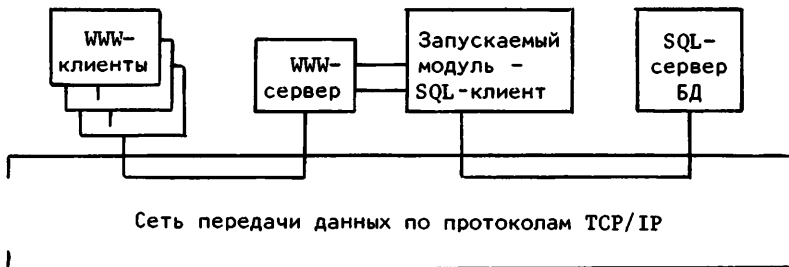 WWW-
клиенты
WWW-
сервер
Запускаемый
модуль -
SQL-клиент
SQL-
сервер
БД
Сеть передачи данных по протоколам TCP/IP